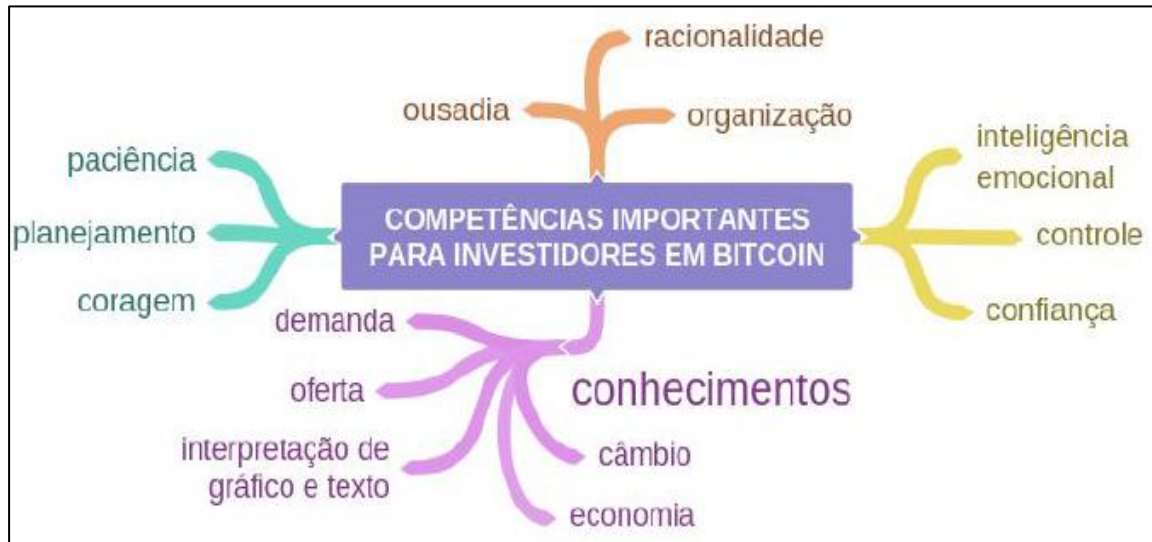 racionalidade
ousadia
organização
inteligência
emocional
paciência
COMPETÊNCIAS IMPORTANTES
PARA INVESTIDORES EM BITCOIN
planejamento
controle
coragem
confiança
demanda
oferta
conhecimentos
interpretação de
gráfico e texto
câmbio
economia